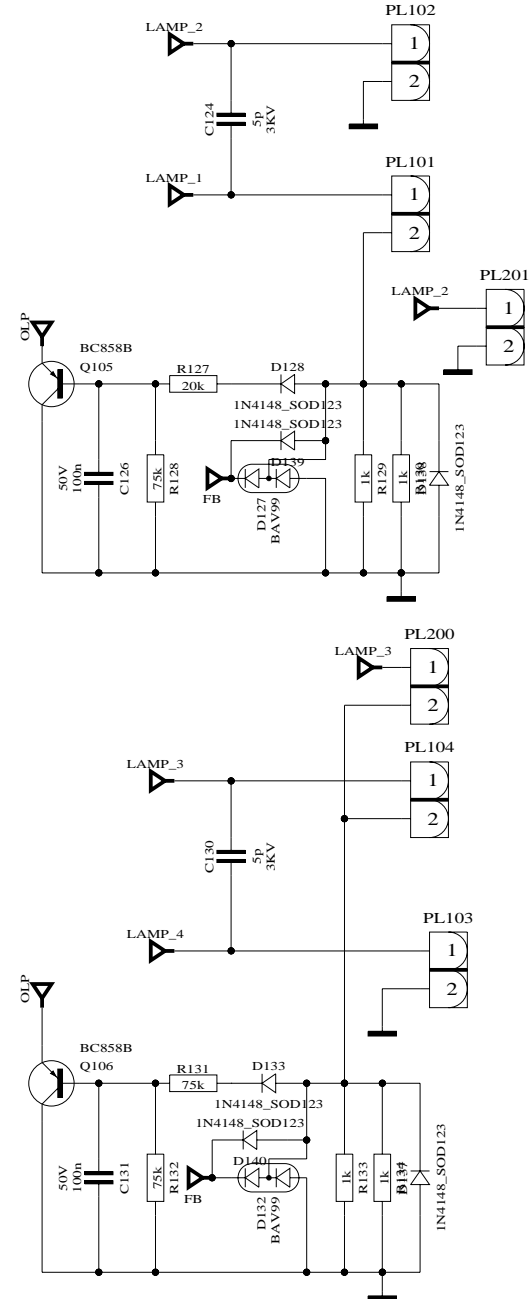 PL102
LAMP_2
1
2
C124
5p
3KV
PL101
LAMP_1
1
2
PL201
LAMP_2
1
2
OLP
BC858B
Q105
R127
20k
D128
1N4148_SOD123
1N4148_SOD123
D139
FB
D127
BAV99
50V
100n
C126
75k
R128
1k
R129
1k
1N4148_SOD123
PL200
LAMP_3
1
2
PL104
LAMP_3
1
2
C130
5p
3KV
PL103
LAMP_4
1
2
OLP
BC858B
Q106
R131
75k
D133
1N4148_SOD123
1N4148_SOD123
D140
FB
D132
BAV99
50V
100n
C131
75k
R132
1k
R133
1k
1N4148_SOD123